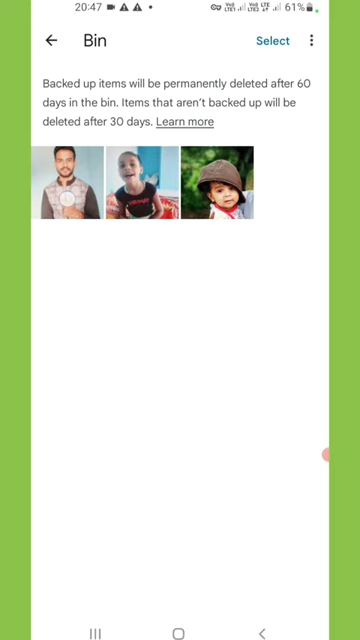 20:47 61%
Bin
Select
Backed up items will be permanently deleted after 60
days in the bin. Items that aren't backed up will be
deleted after 30 days. Learn more